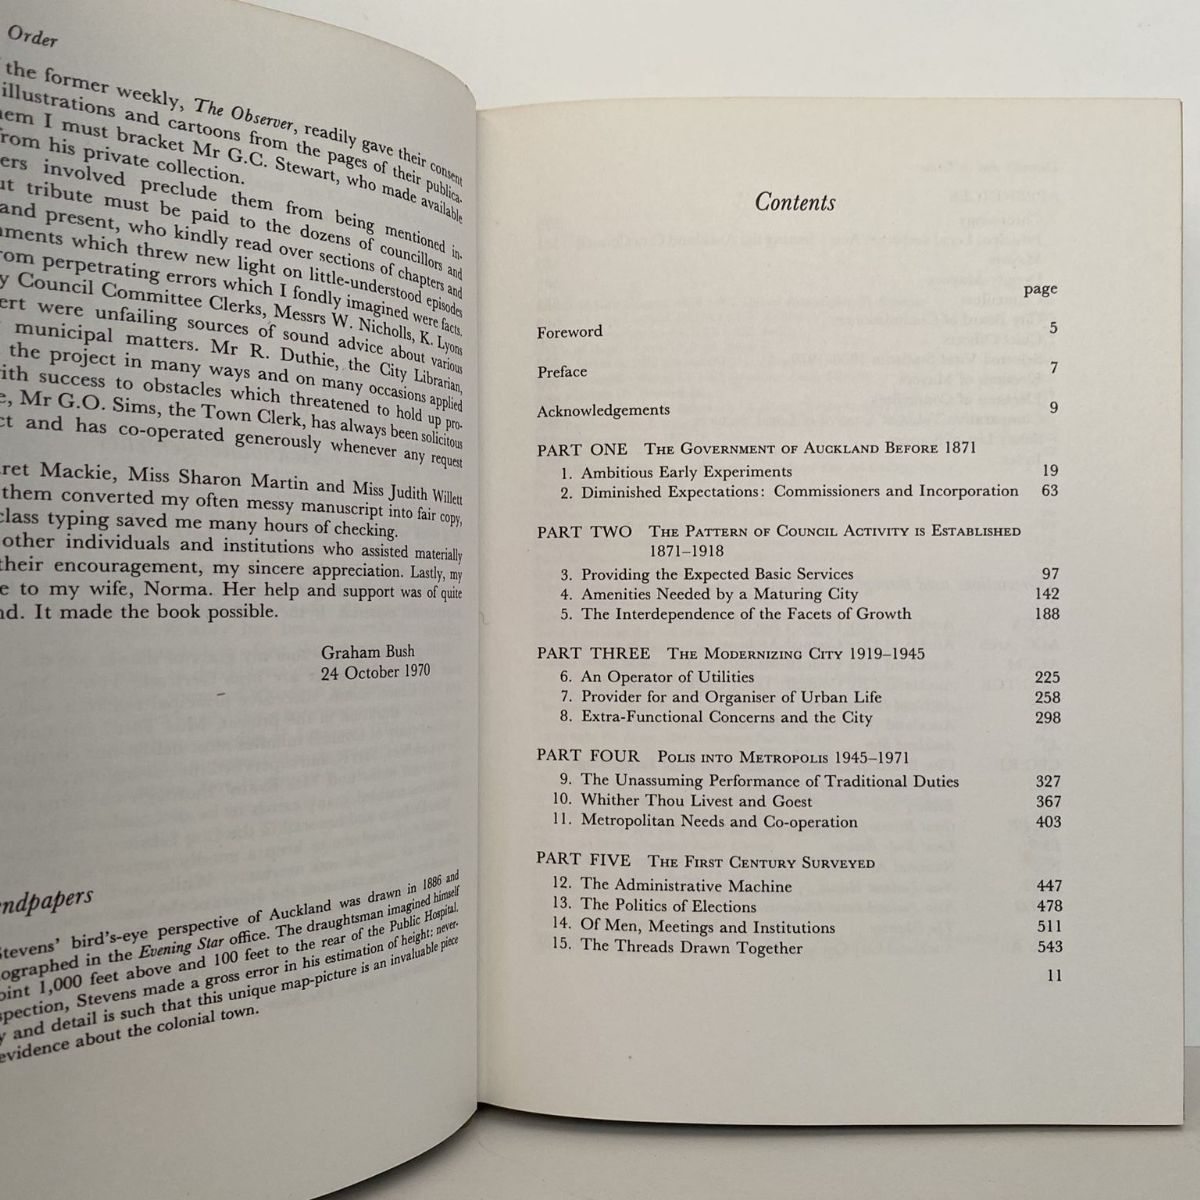 Order
the former weekly, The Observer, readily gave their consent
illustrations and cartoons from the pages of their publica-
I must bracket Mr G.C. Stewart, who made available
from his private collection.
involved preclude them from being mentioned in-
tribute must be paid to the dozens of councillors and
and present, who kindly read over sections of chapters and
which threw new light on little-understood episodes
from perpetrating errors which I fondly imagined were facts.
Council Committee Clerks, Messrs W. Nicholls, K. Lyons
were unfailing sources of sound advice about various
municipal matters. Mr R. Duthie, the City Librarian,
the project in many ways and on many occasions applied
with success to obstacles which threatened to hold up pro-
Mr G.O. Sims, the Town Clerk, has always been solicitous
and has co-operated generously whenever any request
Mackie, Miss Sharon Martin and Miss Judith Willett
them converted my often messy manuscript into fair copy,
class typing saved me many hours of checking.
other individuals and institutions who assisted materially
their encouragement, my sincere appreciation. Lastly, my
to my wife, Norma. Her help and support was of quite
It made the book possible.
Graham Bush
24 October 1970
ndpapers
Stevens' bird's-eye perspective of Auckland was drawn in 1886 and
ographed in the Evening Star office. The draughtsman imagined himself
1,000 feet above and 100 feet to the rear of the Public Hospital.
Stevens made a gross error in his estimation of height; never-
and detail is such that this unique map-picture is an invaluable piece
evidence about the colonial town.
Contents
page
Foreword 5
Preface 7
Acknowledgements 9
PART ONE The Government of Auckland Before 1871
1. Ambitious Early Experiments 19
2. Diminished Expectations: Commissioners and Incorporation 63
PART TWO The Pattern of Council Activity is Established
1871–1918
3. Providing the Expected Basic Services 97
4. Amenities Needed by a Maturing City 142
5. The Interdependence of the Facets of Growth 188
PART THREE The Modernizing City 1919–1945
6. An Operator of Utilities 225
7. Provider for and Organiser of Urban Life 258
8. Extra-Functional Concerns and the City 298
PART FOUR Polis into Metropolis 1945–1971
9. The Unassuming Performance of Traditional Duties 327
10. Whither Thou Livest and Goest 367
11. Metropolitan Needs and Co-operation 403
PART FIVE The First Century Surveyed
12. The Administrative Machine 447
13. The Politics of Elections 478
14. Of Men, Meetings and Institutions 511
15. The Threads Drawn Together 543
11